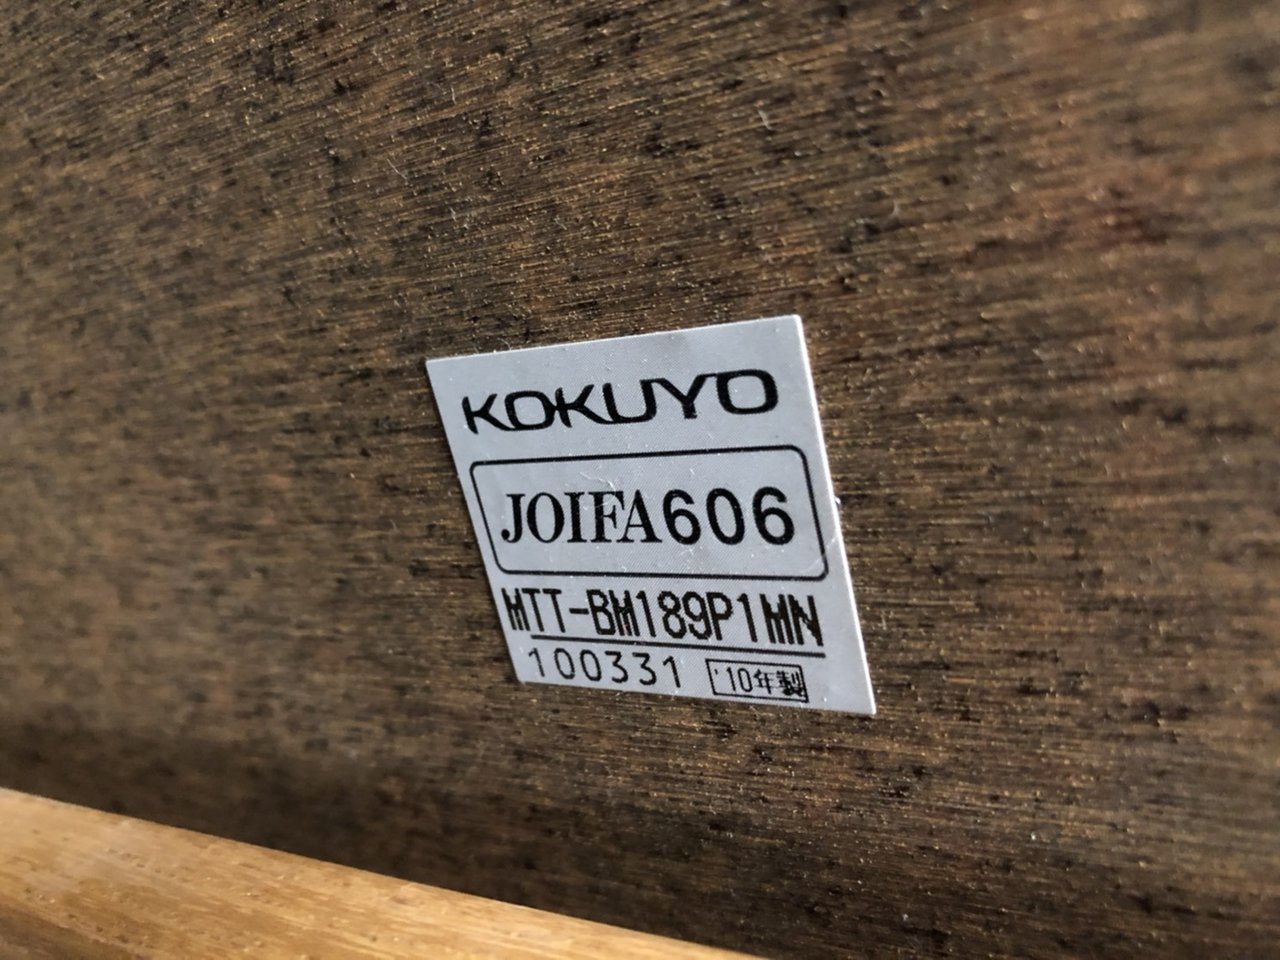 KOKUYO
JOIFA606
MTT-BM189P1MN
100331 '10年製